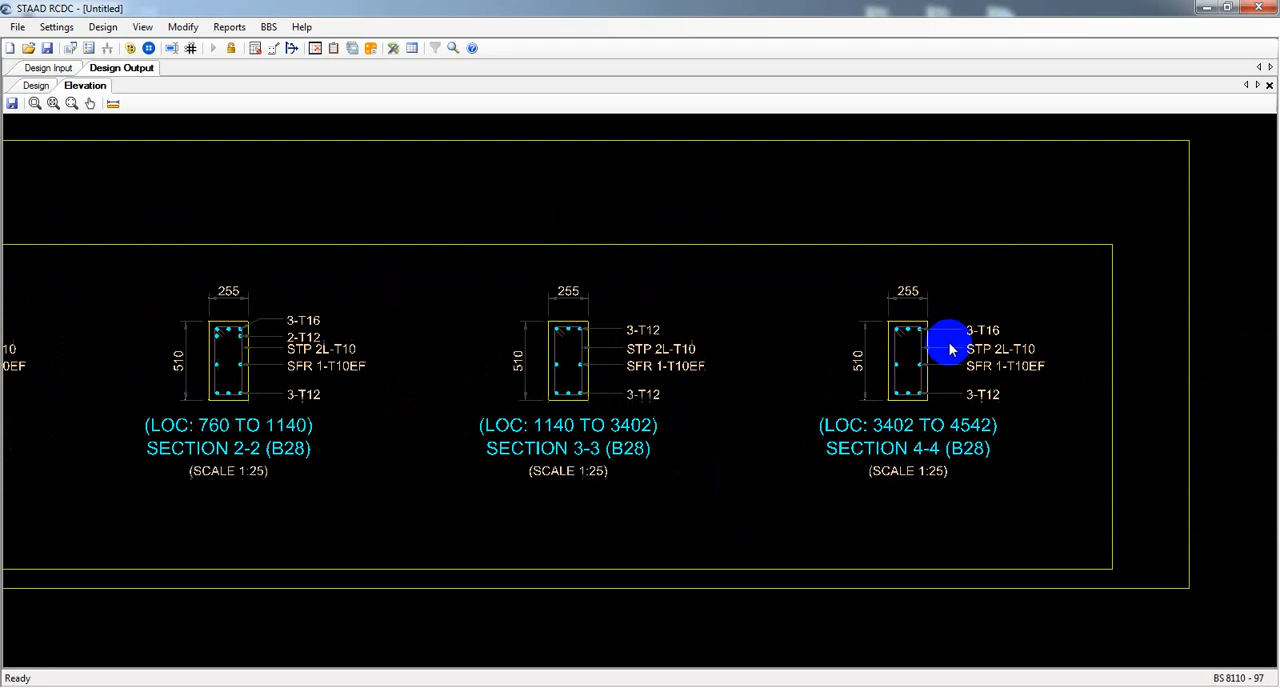 STAAD RCDC - [Untitled]
File Settings Design View Modify Reports BBS Help
Design Input Design Output
Design Elevation
255
3-T16
2-T12
STP 2L-T10
SFR 1-T10EF
3-T12
510
(LOC: 760 TO 1140)
SECTION 2-2 (B28)
(SCALE 1:25)
255
3-T12
STP 2L-T10
SFR 1-T10EF
3-T12
510
(LOC: 1140 TO 3402)
SECTION 3-3 (B28)
(SCALE 1:25)
255
3-T16
STP 2L-T10
SFR 1-T10EF
3-T12
510
(LOC: 3402 TO 4542)
SECTION 4-4 (B28)
(SCALE 1:25)
10
0EF
Ready
BS 8110 - 97